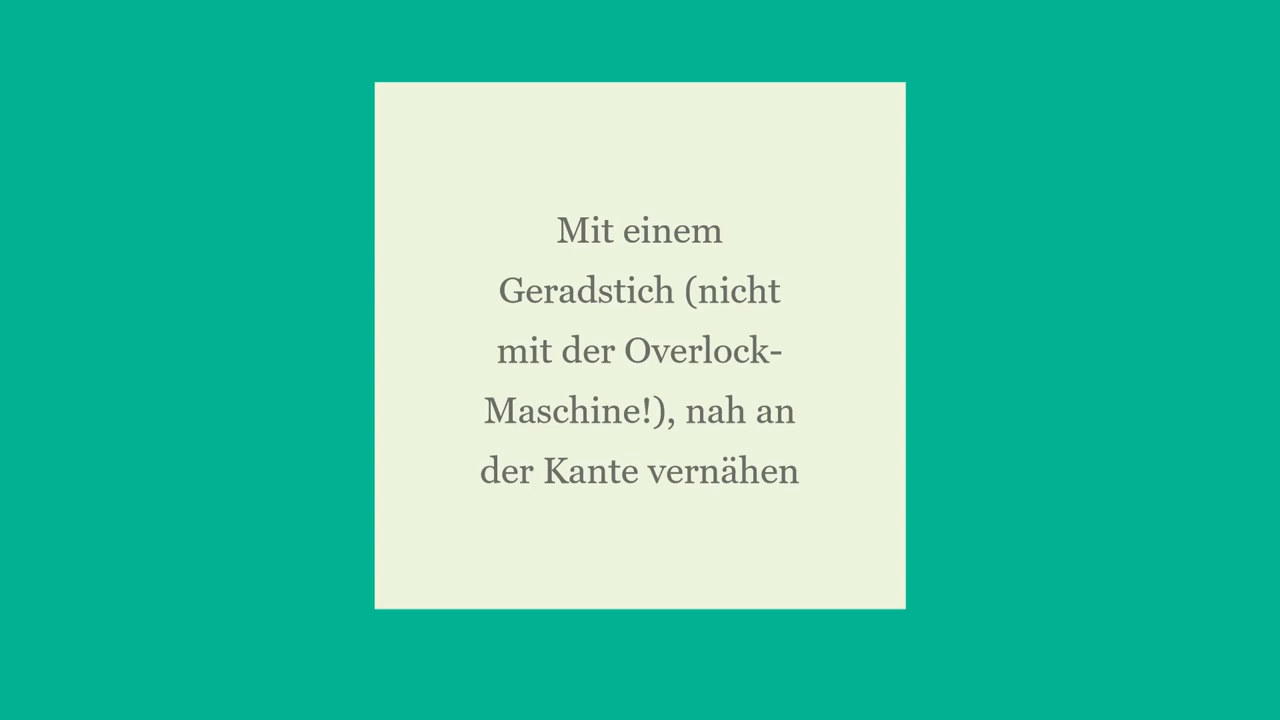 Mit einem
Geradstich (nicht
mit der Overlock-
Maschine!), nah an
der Kante vernähen